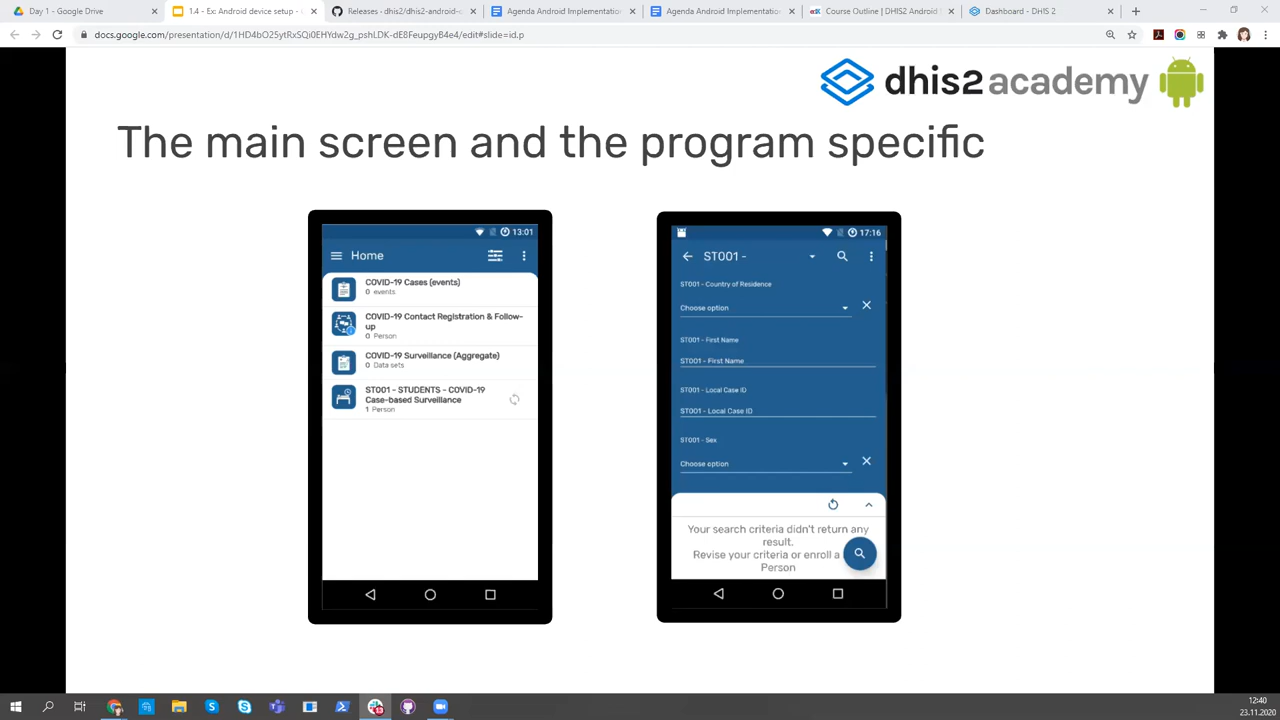 Day 1 - Google Drive
1.4 - Ex: Android device setup -
Releases · dhis2/dhis2-android-c
Agenda Android Implementation
Agenda Android Implementation
Course Outline | DHIS2 Android
Dashboard - DHIS 2
docs.google.com/presentation/d/1HD4bO25ytRxSQi0EHYdw2g_pshLDK-dE8FeupgyB4e4/edit#slide=id.p
dhis2 academy
The main screen and the program specific
13:01
Home
COVID-19 Cases (events)
0 events
COVID-19 Contact Registration & Follow-
up
0 Person
COVID-19 Surveillance (Aggregate)
0 Data sets
ST001 - STUDENTS - COVID-19
Case-based Surveillance
1 Person
17:16
ST001 -
ST001 - Country of Residence
Choose option
ST001 - First Name
ST001 - First Name
ST001 - Local Case ID
ST001 - Local Case ID
ST001 - Sex
Choose option
Your search criteria didn't return any
result.
Revise your criteria or enroll a
Person
12:40
23.11.2020